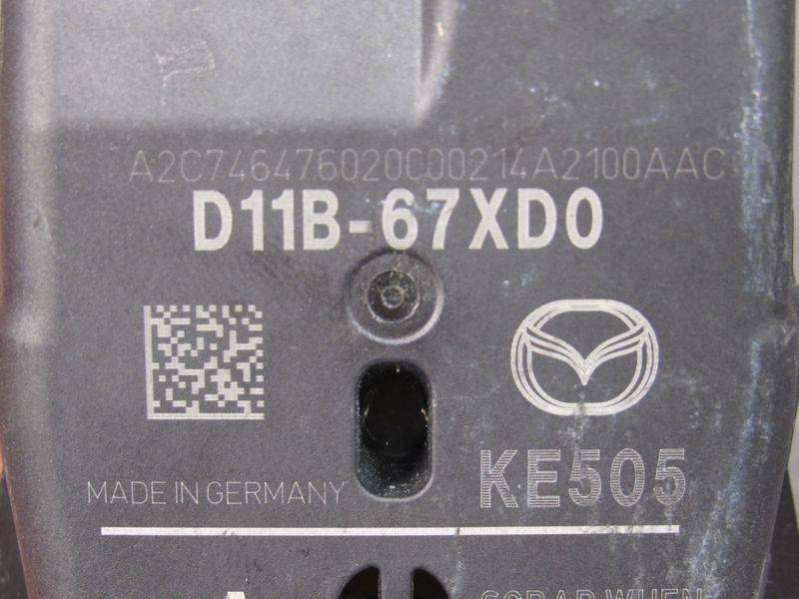 A2C746476020C00214A2100AAC
D11B-67XD0
KE505
MADE IN GERMANY